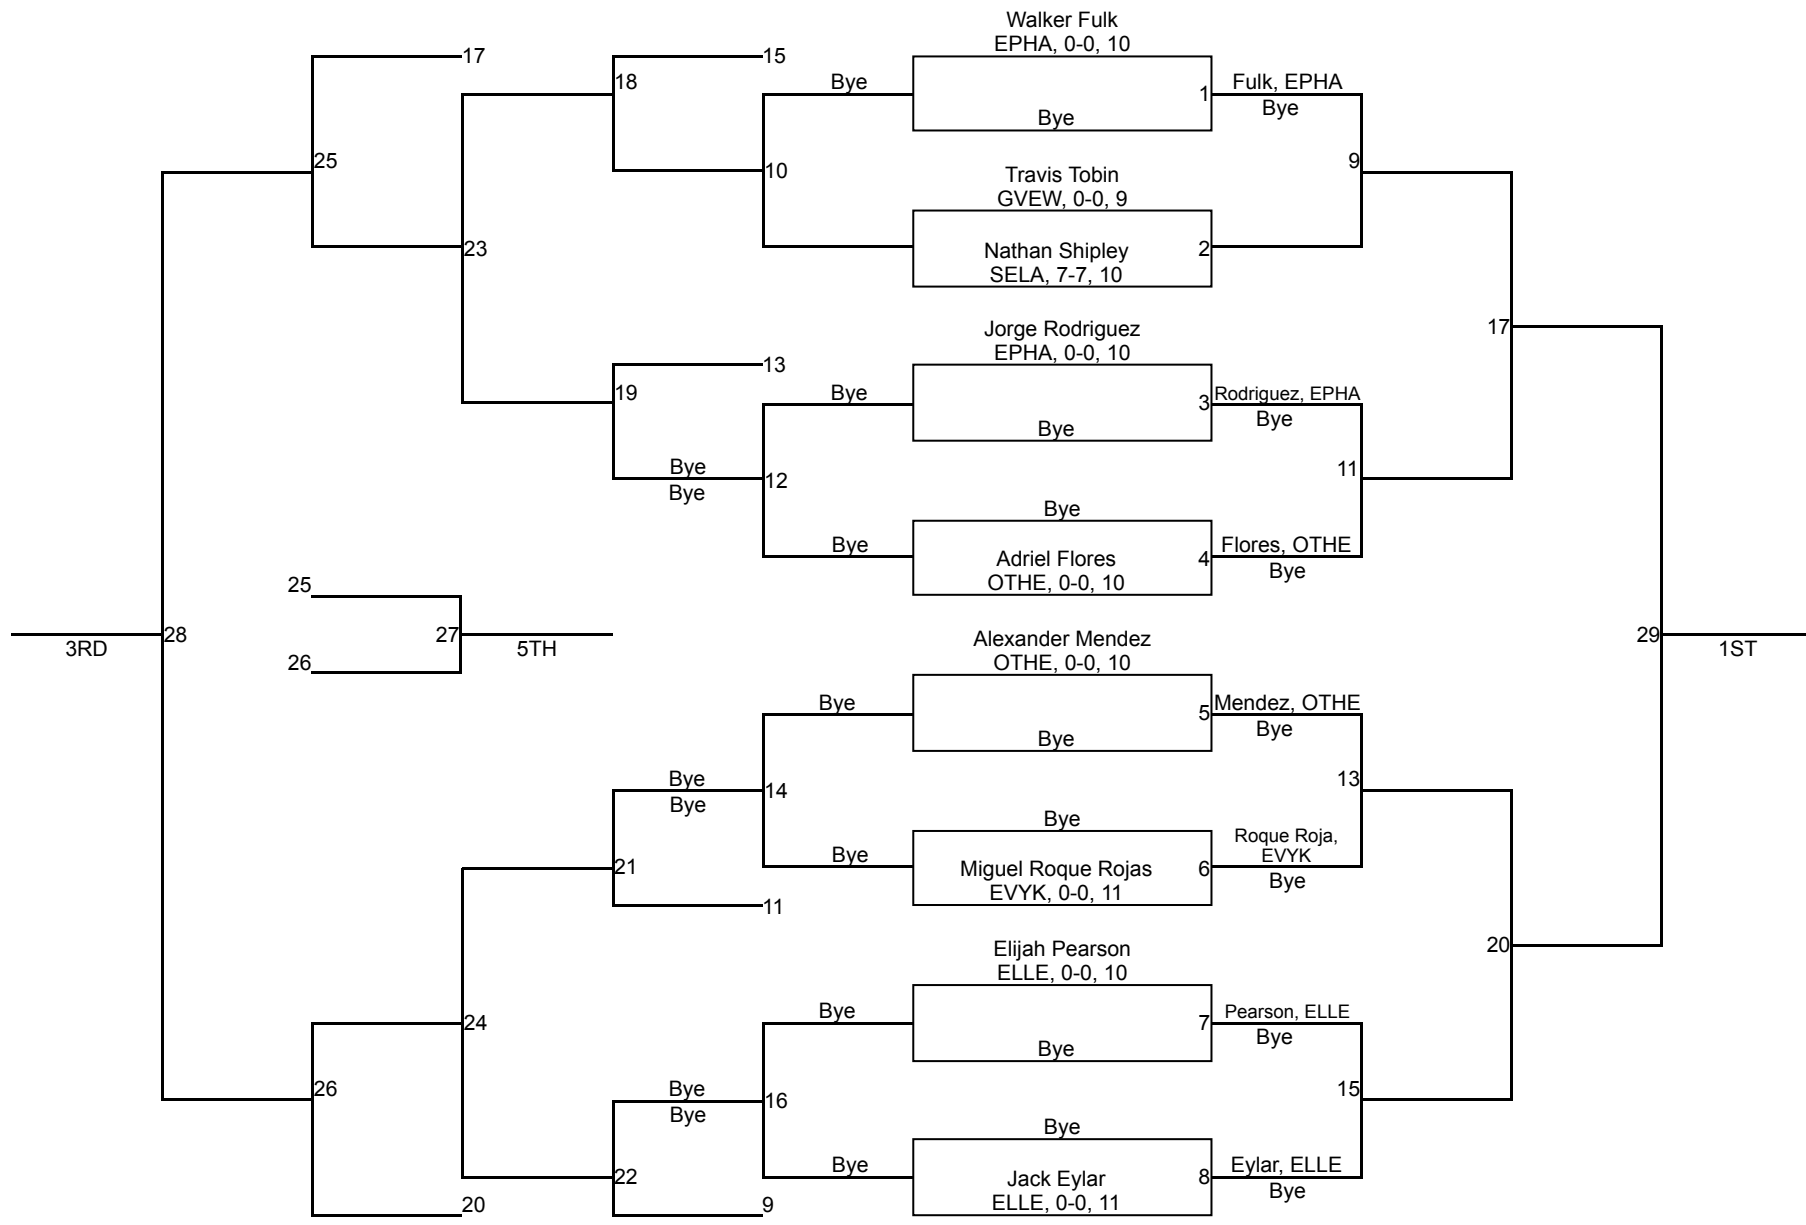 Walker Fulk
EPHA, 0-0, 10
17
15
18
Bye
1
Fulk, EPHA
Bye
Bye
25
10
9
Travis Tobin
GVEW, 0-0, 9
23
Nathan Shipley
2
SELA, 7-7, 10
Jorge Rodriguez
17
EPHA, 0-0, 10
13
19
Bye
3
Rodriguez, EPHA
Bye
Bye
Bye
12
11
Bye
Bye
Bye
Adriel Flores
4
Flores, OTHE
OTHE, 0-0, 10
Bye
25
28
27
3RD
5TH
26
Alexander Mendez
OTHE, 0-0, 10
29
1ST
Bye
5
Mendez, OTHE
Bye
Bye
Bye
14
13
Bye
Bye
Roque Roja,
EVYK
21
Bye
Miguel Roque Rojas
6
EVYK, 0-0, 11
Bye
11
Elijah Pearson
20
ELLE, 0-0, 10
24
Bye
7
Pearson, ELLE
Bye
Bye
26
Bye
16
15
Bye
Bye
22
Bye
Jack Eylar
8
Eylar, ELLE
ELLE, 0-0, 11
Bye
20
9